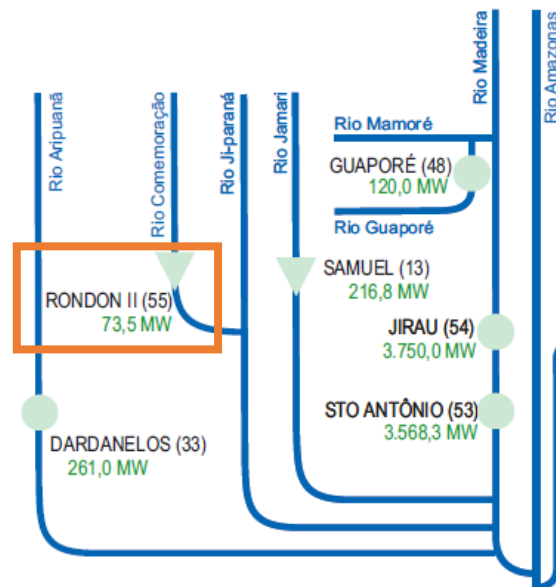 Rio Aripuanã
Rio Comemoração
Rio Ji-paraná
Rio Jamari
Rio Madeira
Rio Amazonas
Rio Mamoré
GUAPORÉ (48)
120,0 MW
Rio Guaporé
RONDON II (55)
73,5 MW
SAMUEL (13)
216,8 MW
JIRAU (54)
3.750,0 MW
STO ANTÔNIO (53)
3.568,3 MW
DARDANELOS (33)
261,0 MW